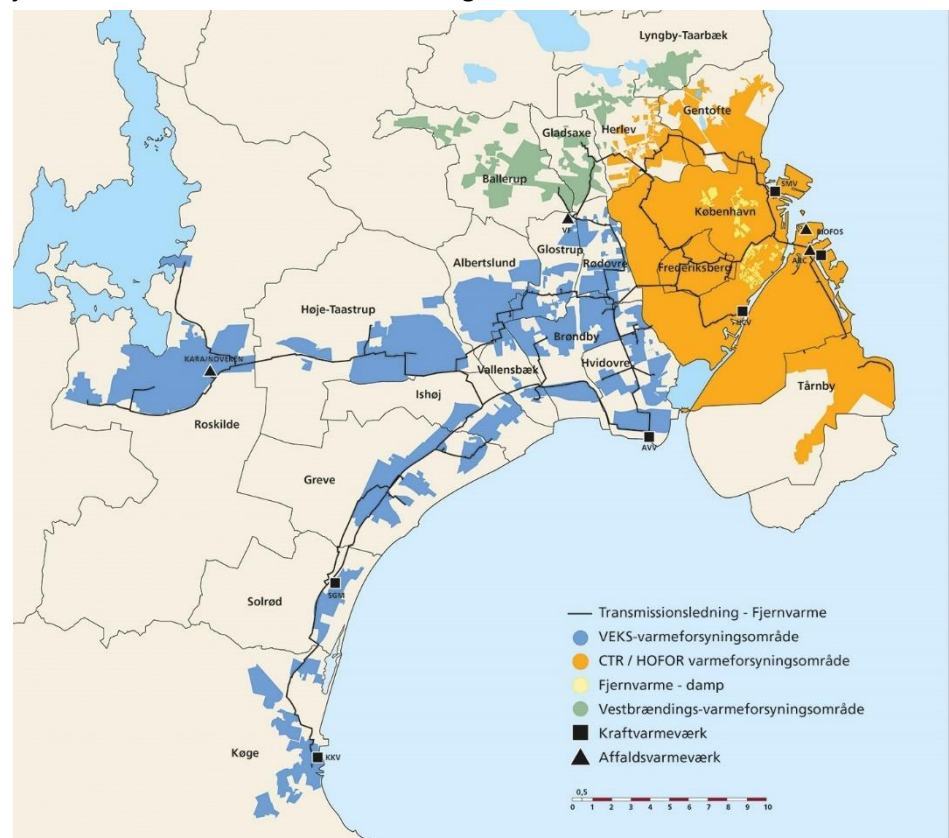 Lyngby-Taarbæk
Gentofte
Gladsaxe
Herlev
Ballerup
SMV
København
VF
BIOFOS
Glostrup
ARC
Albertslund
Rødovre
Frederiksberg
Høje-Taastrup
HCV
Brøndby
KARA/NOVEREN
Vallensbæk
Hvidovre
Tårnby
Ishøj
Roskilde
AVV
Greve
SGM
Solrød
Køge
KKV
Transmissionsledning - Fjernvarme
VEKS-varmeforsyningsområde
CTR / HOFOR varmeforsyningsområde
Fjernvarme - damp
Vestbrændings-varmeforsyningsområde
Kraftvarmeværk
Affaldsvarmeværk
0,5
0 1 2 3 4 5 6 7 8 9 10